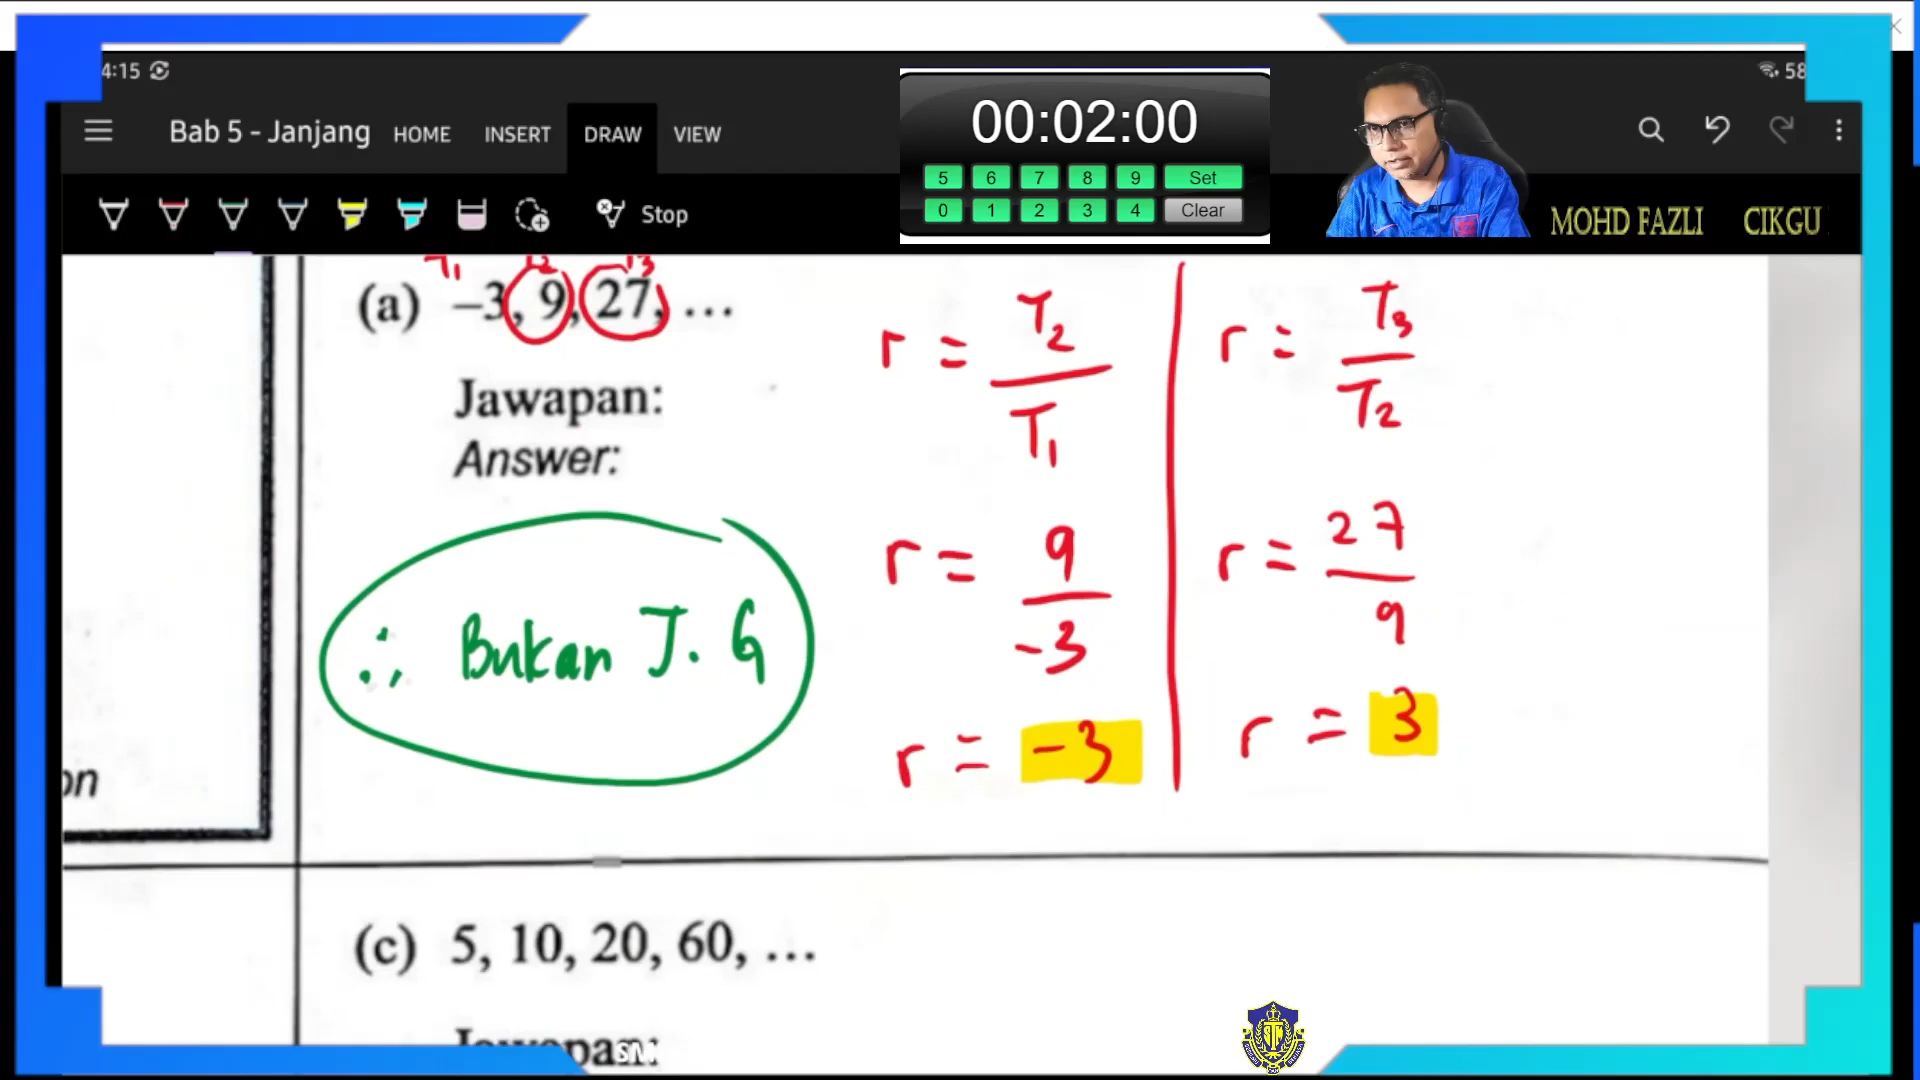 4:15 58
Bab 5 - Janjang HOME INSERT DRAW VIEW
00:02:00
5 6 7 8 9 Set
0 1 2 3 4 Clear
Stop
MOHD FAZLI CIKGU
T₁ T₂ T₃
(a) –3, 9, 27, ...
Jawapan:
Answer:
∴ Bukan J. G
r = T₂/T₁
r = 9/-3
r = -3
r = T₃/T₂
r = 27/9
r = 3
on
(c) 5, 10, 20, 60, ...
Jawapan: